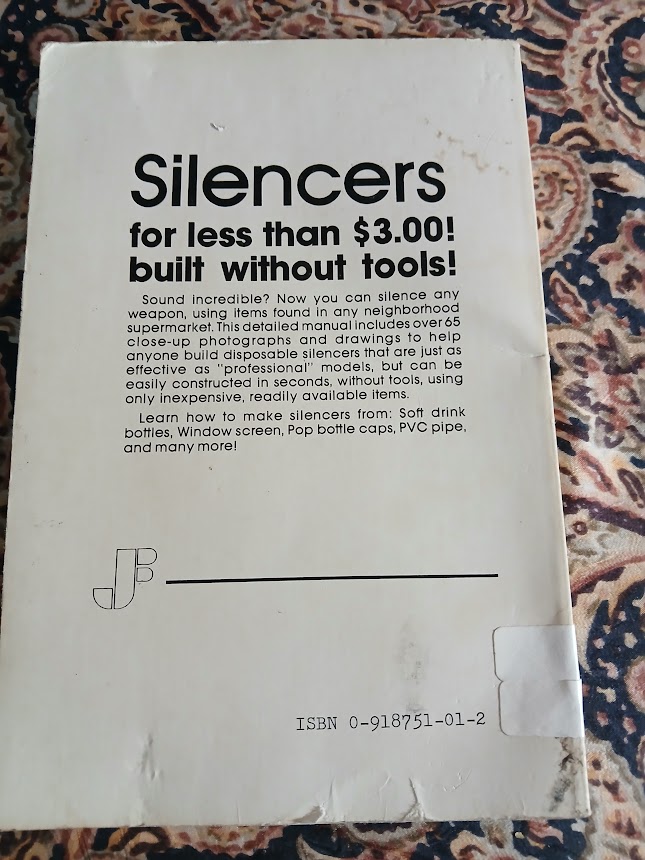 Silencers
for less than $3.00!
built without tools!
Sound incredible? Now you can silence any
weapon, using items found in any neighborhood
supermarket. This detailed manual includes over 65
close-up photographs and drawings to help
anyone build disposable silencers that are just as
effective as "professional" models, but can be
easily constructed in seconds, without tools, using
only inexpensive, readily available items.
Learn how to make silencers from: Soft drink
bottles, Window screen, Pop bottle caps, PVC pipe,
and many more!
JB
ISBN 0-918751-01-2